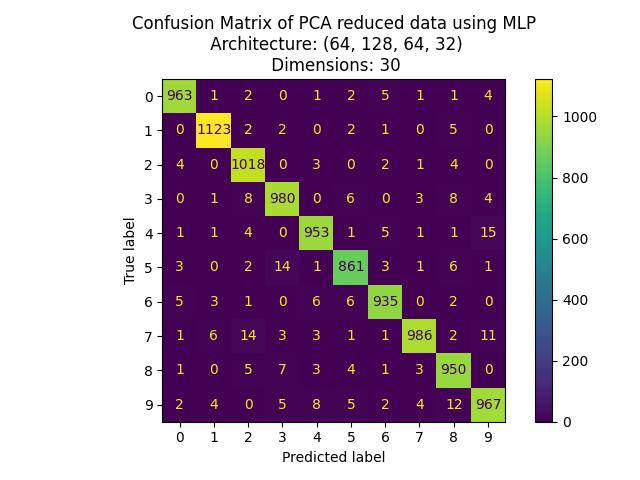 Confusion Matrix of PCA reduced data using MLP
Architecture: (64, 128, 64, 32)
Dimensions: 30
True label
0 963 1 2 0 1 2 5 1 1 4
1 0 1123 2 2 0 2 1 0 5 0
2 4 0 1018 0 3 0 2 1 4 0
3 0 1 8 980 0 6 0 3 8 4
4 1 1 4 0 953 1 5 1 1 15
5 3 0 2 14 1 861 3 1 6 1
6 5 3 1 0 6 6 935 0 2 0
7 1 6 14 3 3 1 1 986 2 11
8 1 0 5 7 3 4 1 3 950 0
9 2 4 0 5 8 5 2 4 12 967
0 1 2 3 4 5 6 7 8 9
Predicted label
1000
800
600
400
200
0